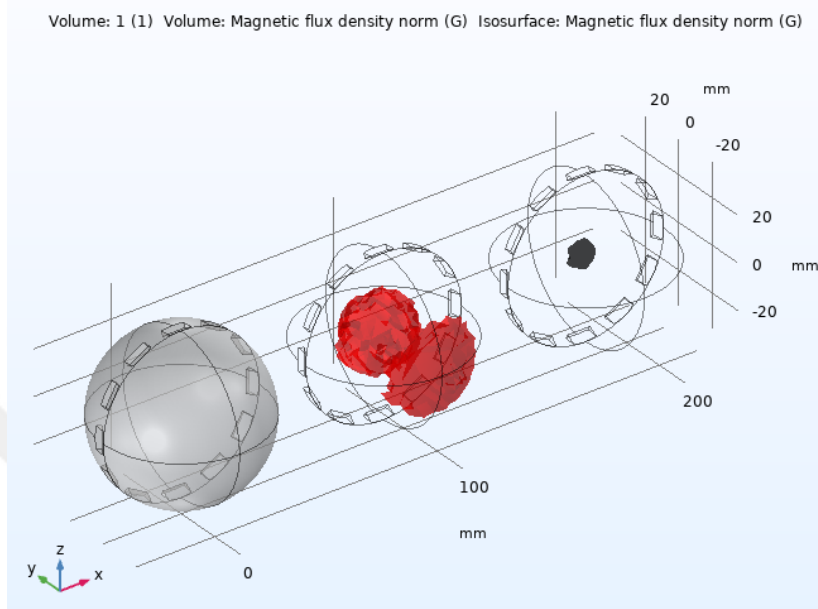 Volume: 1 (1) Volume: Magnetic flux density norm (G) Isosurface: Magnetic flux density norm (G)
mm
20
0
-20
20
0
mm
-20
200
100
mm
0
z
y
x